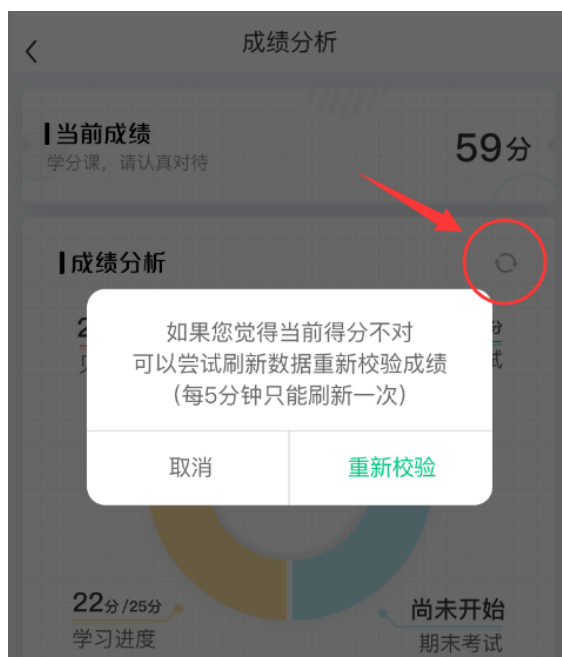 成绩分析
当前成绩
学分课，请认真对待
59分
成绩分析
2
分
试
如果您觉得当前得分不对
可以尝试刷新数据重新校验成绩
（每5分钟只能刷新一次）
取消
重新校验
22分/25分
学习进度
尚未开始
期末考试